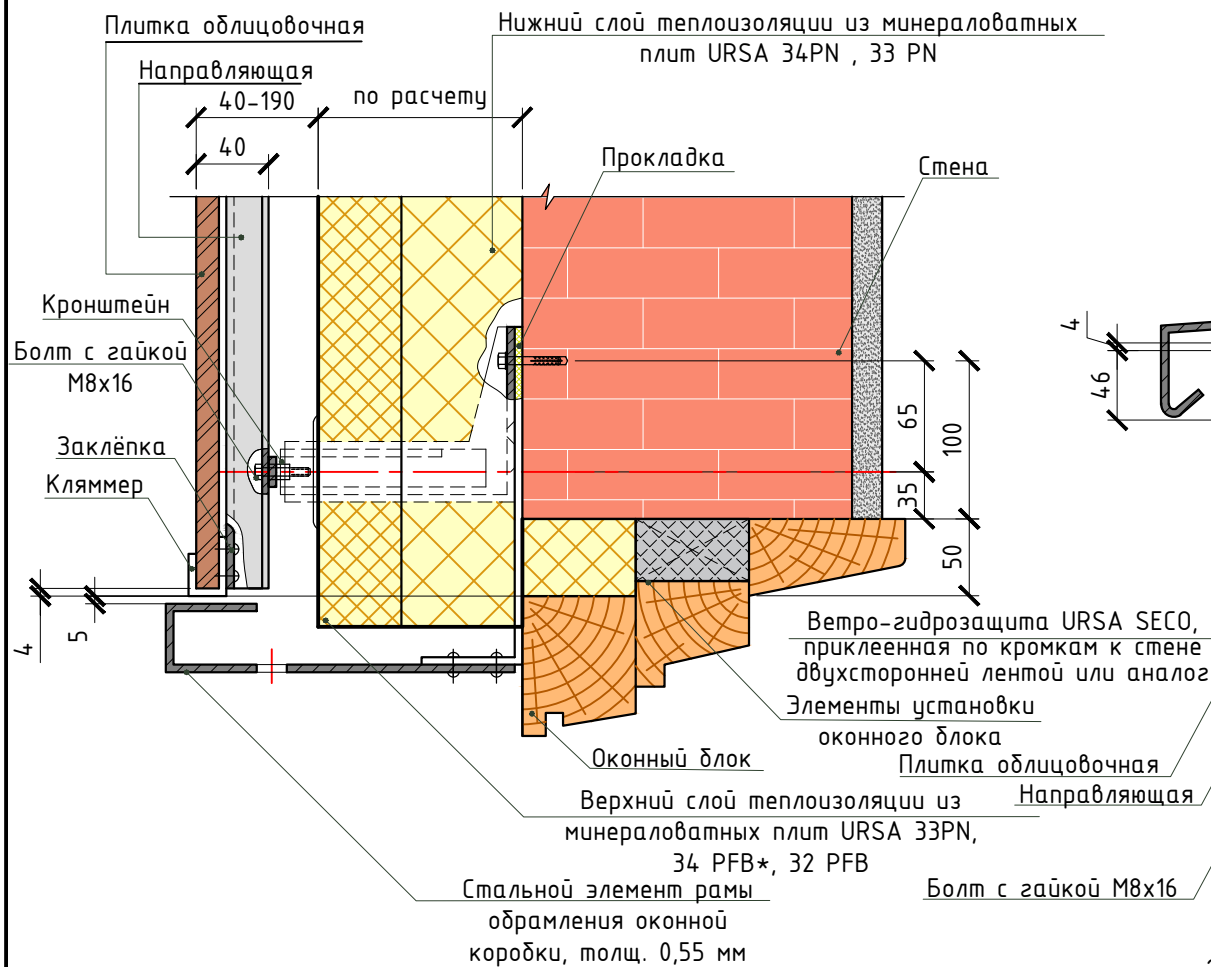 Плитка облицовочная
Нижний слой теплоизоляции из минераловатных
плит URSA 34PN , 33 PN
Направляющая
40-190
по расчету
40
Прокладка
Стена
Кронштейн
Болт с гайкой
М8х16
Заклёпка
Кляммер
4
46
65
100
35
50
4
5
Ветро-гидрозащита URSA SECO,
приклеенная по кромкам к стене
двухсторонней лентой или аналог
Элементы установки
оконного блока
Оконный блок
Плитка облицовочная
Направляющая
Верхний слой теплоизоляции из
минераловатных плит URSA 33PN,
34 PFB*, 32 PFB
Болт с гайкой М8х16
Стальной элемент рамы
обрамления оконной
коробки, толщ. 0,55 мм